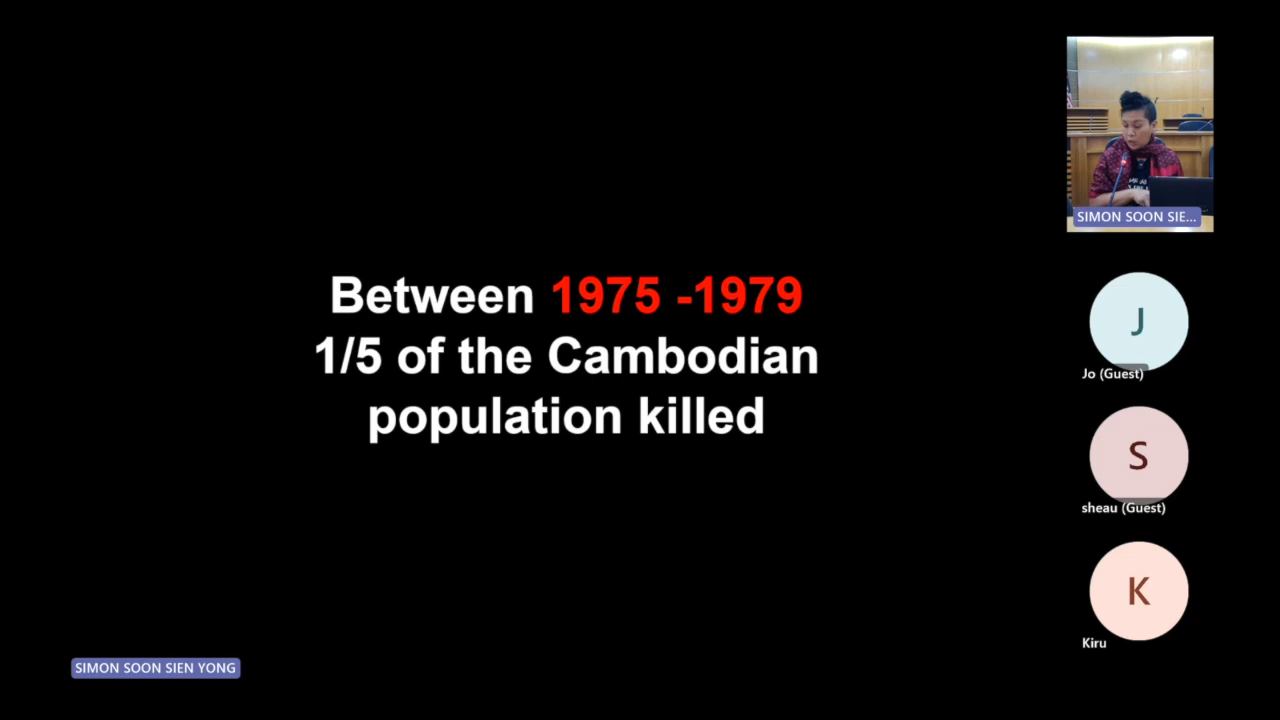 Between 1975 -1979
1/5 of the Cambodian
population killed
SIMON SOON SIE...
J
Jo (Guest)
S
sheau (Guest)
K
Kiru
SIMON SOON SIEN YONG